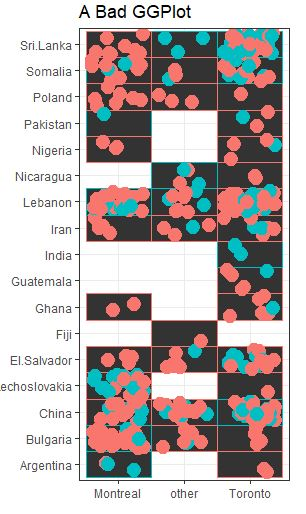 A Bad GGPlot
Sri.Lanka
Somalia
Poland
Pakistan
Nigeria
Nicaragua
Lebanon
Iran
India
Guatemala
Ghana
Fiji
El.Salvador
echoslovakia
China
Bulgaria
Argentina
Montreal
other
Toronto